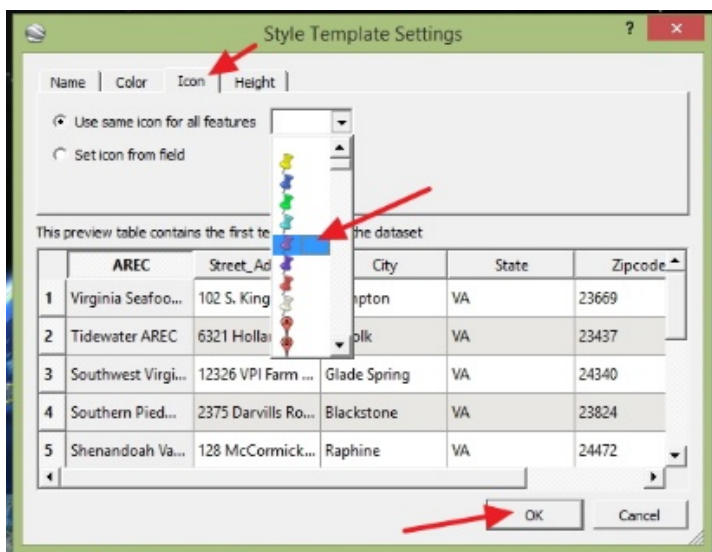 Style Template Settings ? ×
Name Color Icon Height
Use same icon for all features
Set icon from field
This preview table contains the first te the dataset
AREC Street_Ad City State Zipcode
1 Virginia Seafoo... 102 S. King pton VA 23669
2 Tidewater AREC 6321 Holla olk VA 23437
3 Southwest Virgi... 12326 VPI Farm ... Glade Spring VA 24340
4 Southern Pied... 2375 Darvills Ro... Blackstone VA 23824
5 Shenandoah Va... 128 McCormick... Raphine VA 24472
OK Cancel